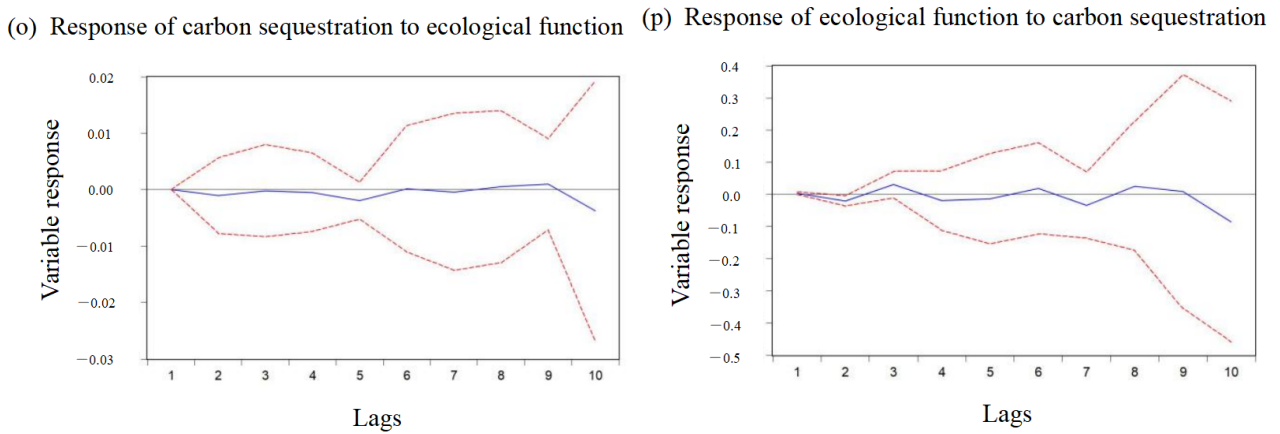 (o) Response of carbon sequestration to ecological function
0.02
0.01
0.00
−0.01
−0.02
−0.03
Variable response
1 2 3 4 5 6 7 8 9 10
Lags
(p) Response of ecological function to carbon sequestration
0.4
0.3
0.2
0.1
0.0
−0.1
−0.2
−0.3
−0.4
−0.5
Variable response
1 2 3 4 5 6 7 8 9 10
Lags